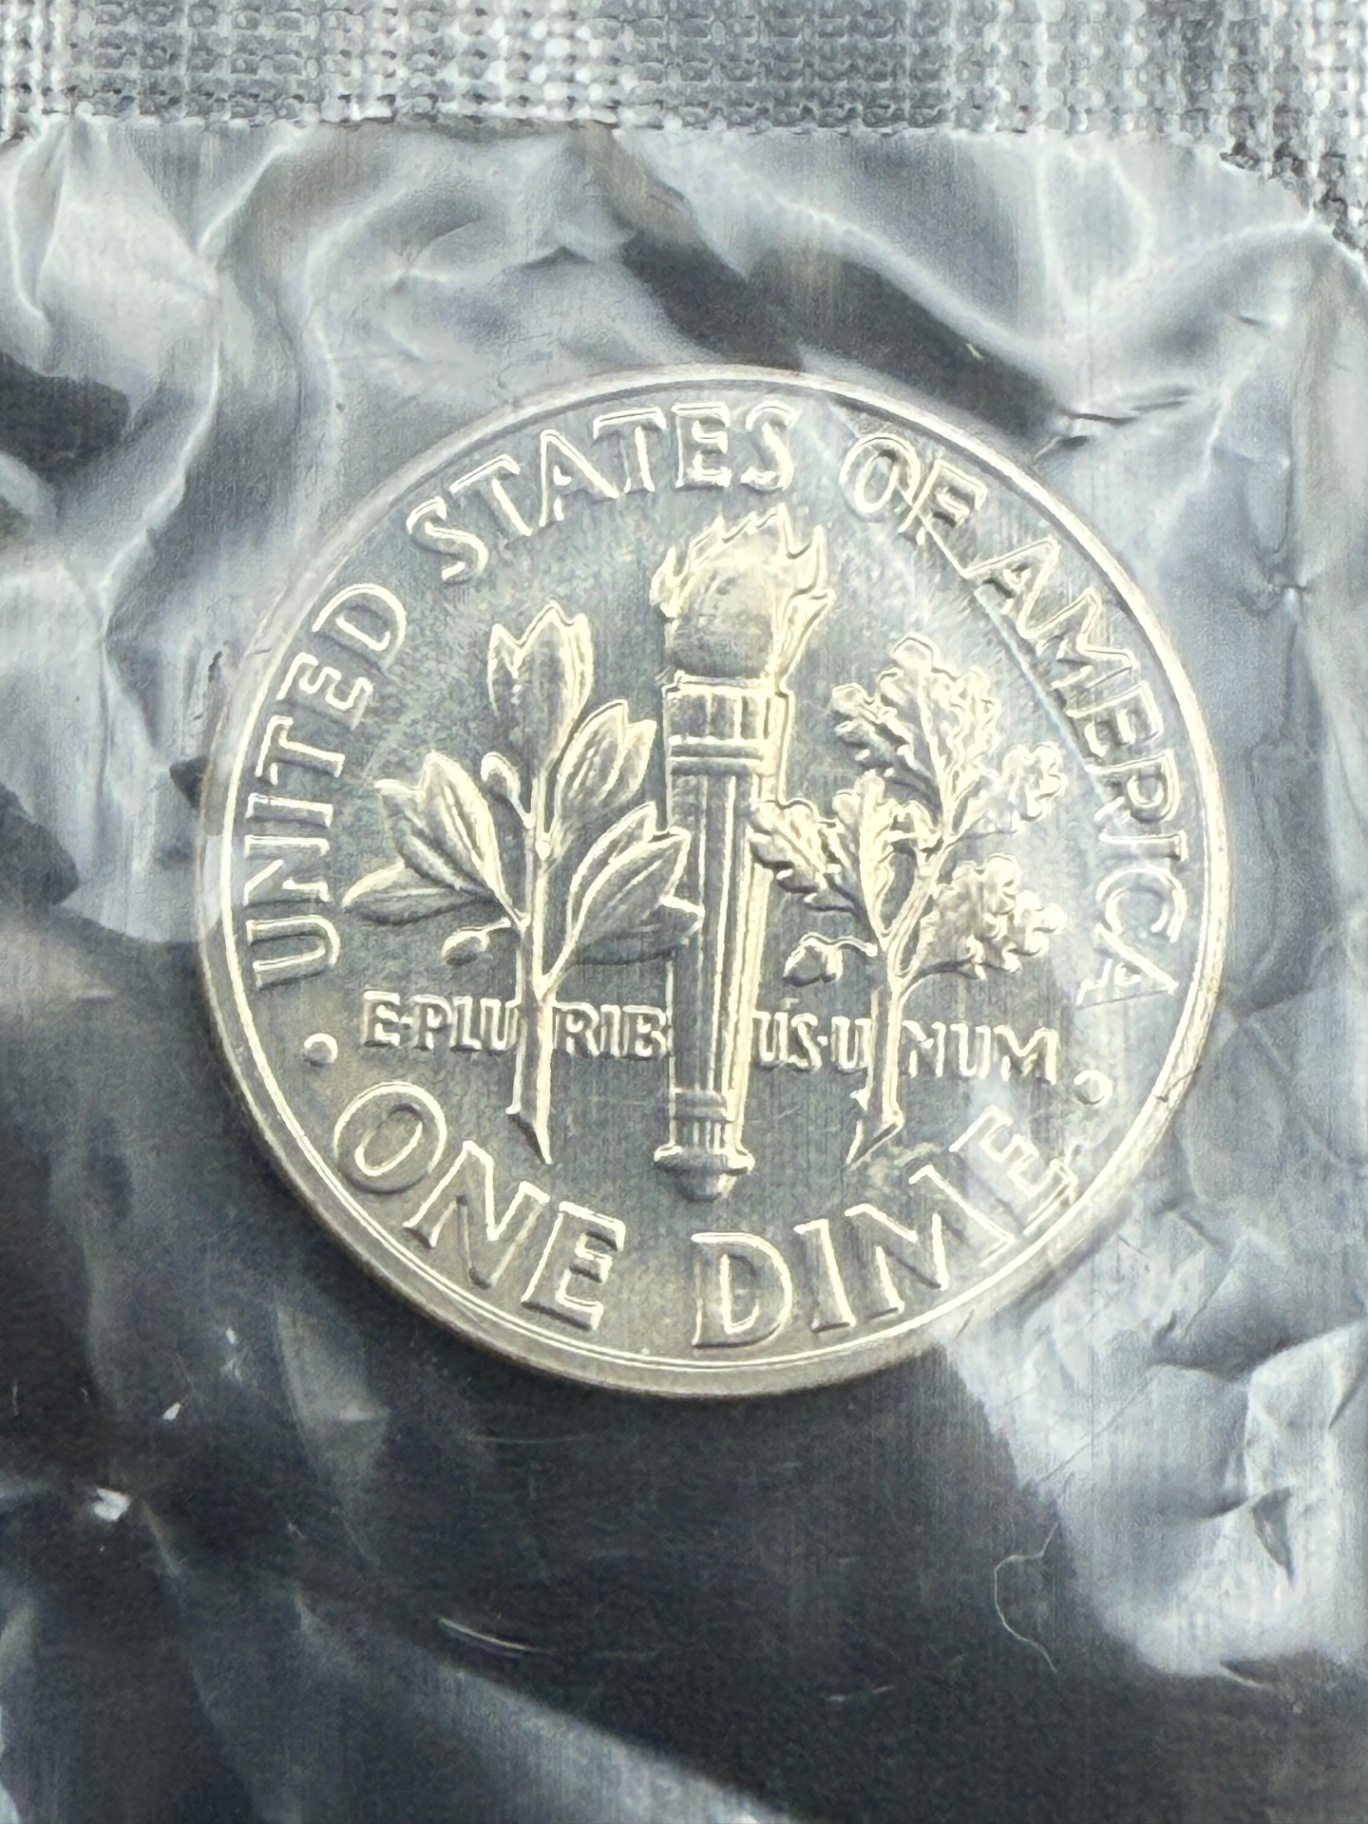 UNITED STATES OF AMERICA
E·PLURIBUS·UNUM
· ONE DIME ·